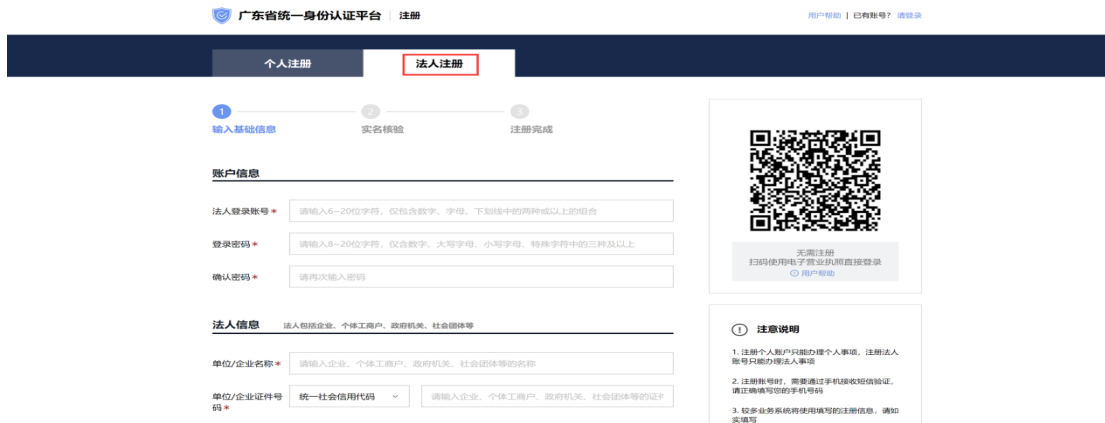 广东省统一身份认证平台 注册
用户帮助 | 已有账号? 请登录
个人注册
法人注册
1
2
3
输入基础信息
实名核验
注册完成
账户信息
法人登录账号*
请输入6~20位字符，仅包含数字、字母、下划线中的两种或以上的组合
登录密码*
请输入8~20位字符，仅含数字、大写字母、小写字母、特殊字符中的三种及以上
确认密码*
请再次输入密码
法人信息 法人包括企业、个体工商户、政府机关、社会团体等
单位/企业名称*
请输入企业、个体工商户、政府机关、社会团体等的名称
单位/企业证件号
码*
统一社会信用代码
请输入企业、个体工商户、政府机关、社会团体等的证件
无需注册
扫码使用电子营业执照直接登录
用户帮助
注意说明
1. 注册个人账户只能办理个人事项，注册法人
账号只能办理法人事项
2. 注册账号时，需要通过手机接收短信验证，
请正确填写您的手机号码
3. 较多业务系统将使用填写的注册信息，请如
实填写